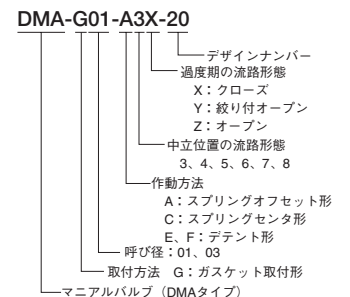 DMA-G01-A3X-20
デザインナンバー
過度期の流路形態
X：クローズ
Y：絞り付オープン
Z：オープン
中立位置の流路形態
3、4、5、6、7、8
作動方法
A：スプリングオフセット形
C：スプリングセンタ形
E、F：デテント形
呼び径：01、03
取付方法 G：ガスケット取付形
マニアルバルブ（DMAタイプ）